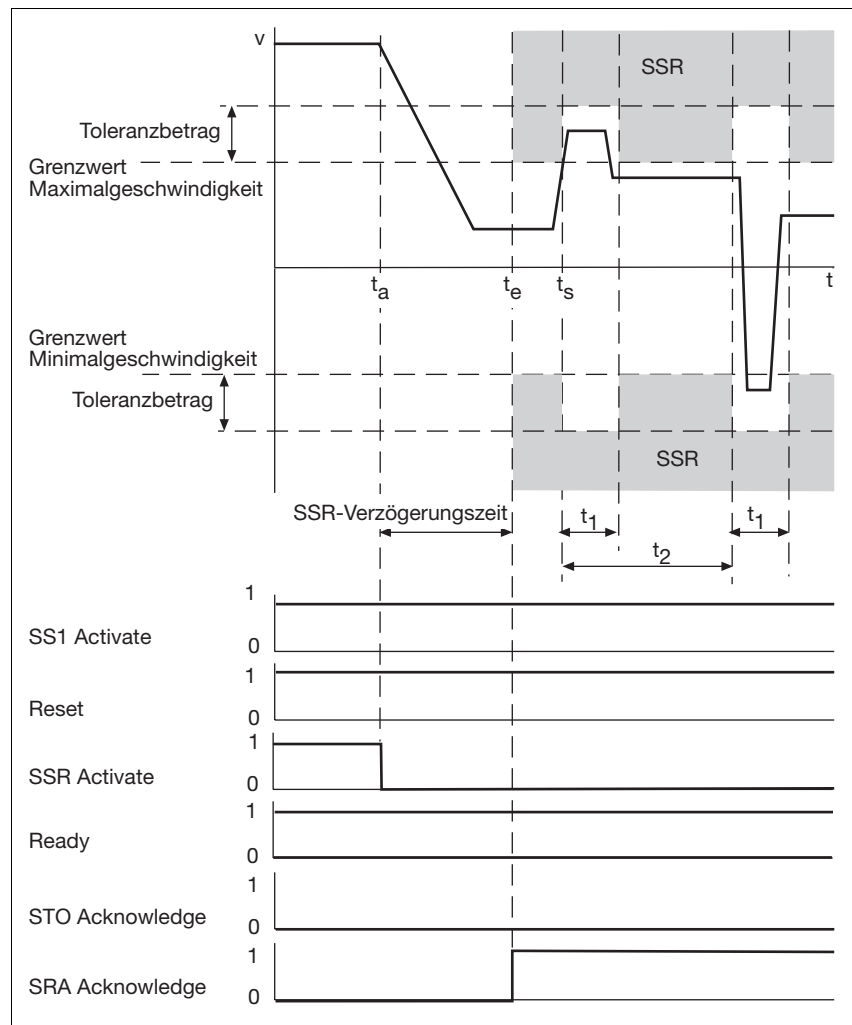 v
SSR
Toleranzbetrag
Grenzwert
Maximalgeschwindigkeit
ta
te
ts
t
Grenzwert
Minimalgeschwindigkeit
Toleranzbetrag
SSR
SSR-Verzögerungszeit
t1
t1
t2
1
SS1 Activate
0
1
Reset
0
1
SSR Activate
0
1
Ready
0
1
STO Acknowledge
0
1
SRA Acknowledge
0